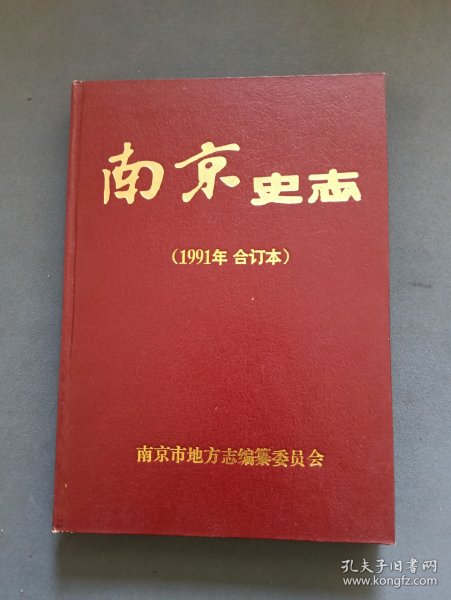 南京史志
（1991年 合订本）
南京市地方志编纂委员会
孔夫子旧书网
www.kongfz.com